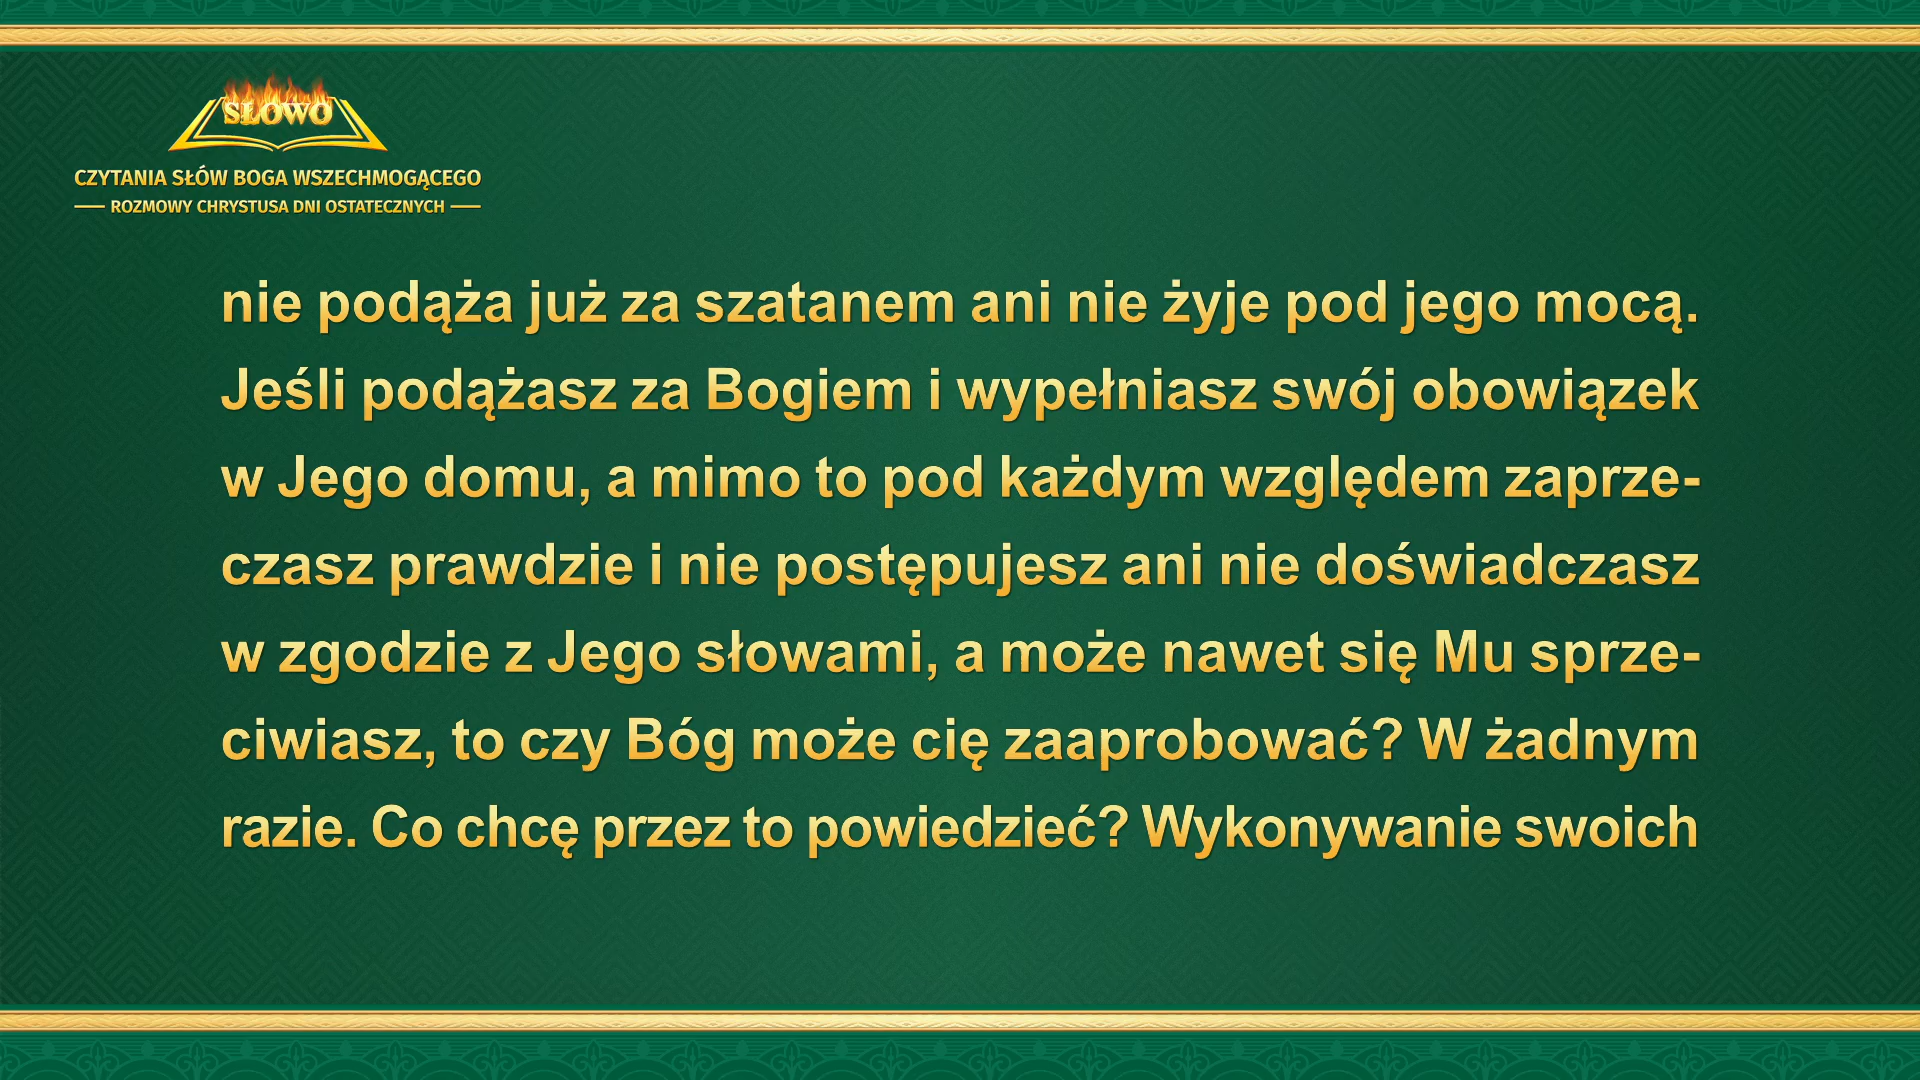 SŁOWO
CZYTANIA SŁÓW BOGA WSZECHMOGĄCEGO
ROZMOWY CHRYSTUSA DNI OSTATECZNYCH
nie podąża już za szatanem ani nie żyje pod jego mocą.
Jeśli podążasz za Bogiem i wypełniasz swój obowiązek
w Jego domu, a mimo to pod każdym względem zaprze-
czasz prawdzie i nie postępujesz ani nie doświadczasz
w zgodzie z Jego słowami, a może nawet się Mu sprze-
ciwiasz, to czy Bóg może cię zaaprobować? W żadnym
razie. Co chcę przez to powiedzieć? Wykonywanie swoich